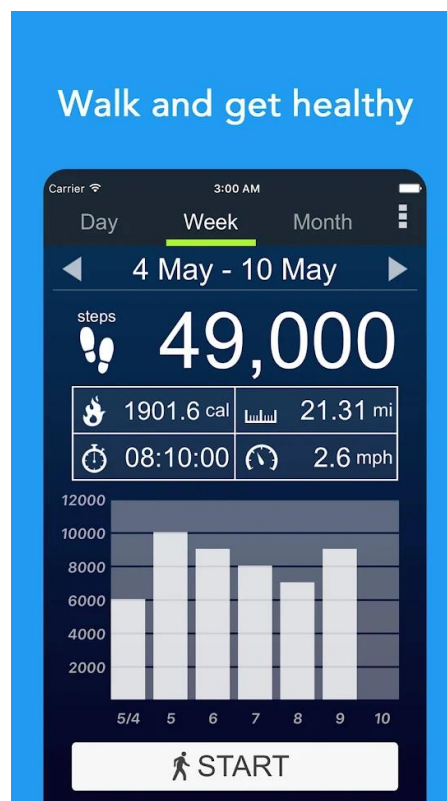 Walk and get healthy
Carrier 3:00 AM
Day Week Month
4 May - 10 May
steps
49,000
1901.6 cal 21.31 mi
08:10:00 2.6 mph
12000
10000
8000
6000
4000
2000
5/4 5 6 7 8 9 10
START